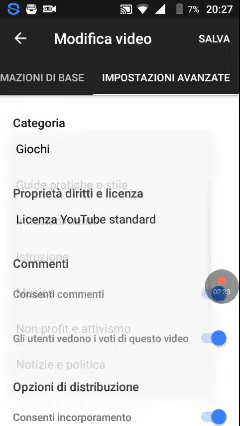 7% 20:27
Modifica video SALVA
MAZIONI DI BASE IMPOSTAZIONI AVANZATE
Categoria
Giochi
Guide pratiche e stile
Proprietà diritti e licenza
Licenza YouTube standard
Istruzione
Commenti
Consenti commenti
Non profit e attivismo
Gli utenti vedono i voti di questo video
Notizie e politica
Opzioni di distribuzione
Consenti incorporamento